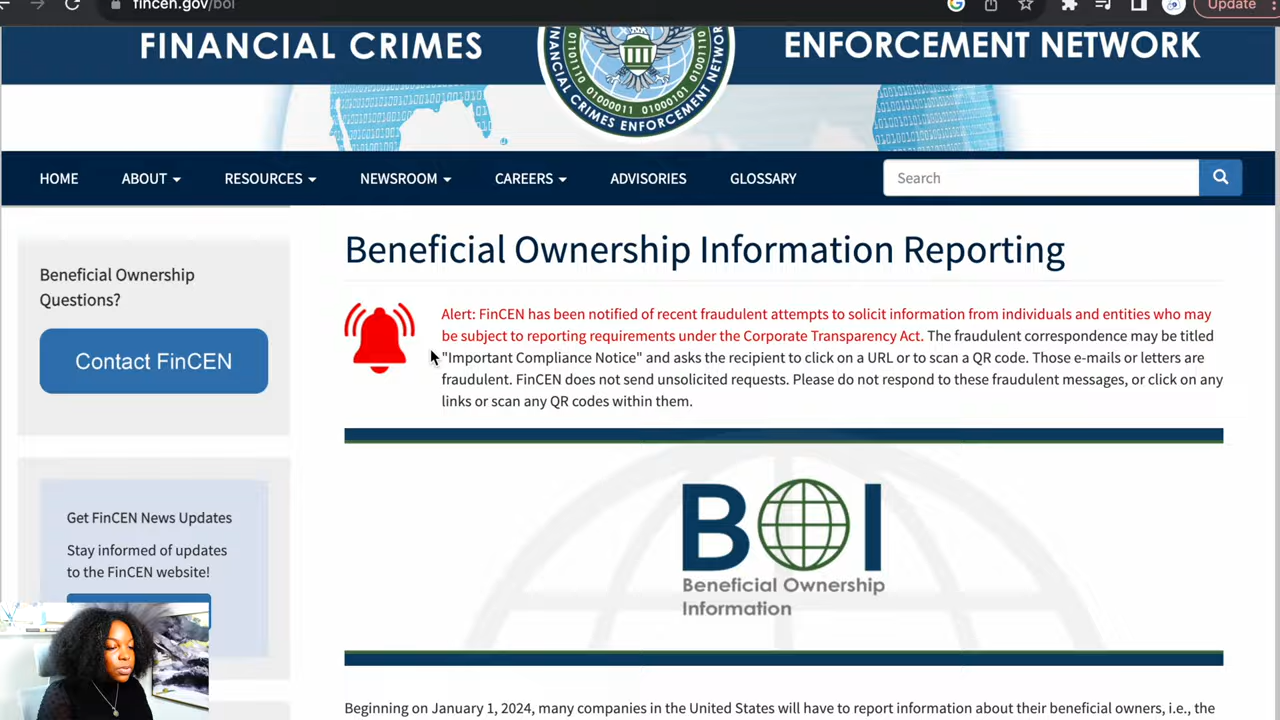 fincen.gov/boi
Update
FINANCIAL CRIMES
ENFORCEMENT NETWORK
FINANCIAL CRIMES ENFORCEMENT NETWORK
01001110 01000011 01000101
HOME
ABOUT
RESOURCES
NEWSROOM
CAREERS
ADVISORIES
GLOSSARY
Search
Beneficial Ownership
Questions?
Contact FinCEN
Get FinCEN News Updates
Stay informed of updates
to the FinCEN website!
Beneficial Ownership Information Reporting
Alert: FinCEN has been notified of recent fraudulent attempts to solicit information from individuals and entities who may
be subject to reporting requirements under the Corporate Transparency Act. The fraudulent correspondence may be titled
"Important Compliance Notice" and asks the recipient to click on a URL or to scan a QR code. Those e-mails or letters are
fraudulent. FinCEN does not send unsolicited requests. Please do not respond to these fraudulent messages, or click on any
links or scan any QR codes within them.
BOI
Beneficial Ownership
Information
Beginning on January 1, 2024, many companies in the United States will have to report information about their beneficial owners, i.e., the